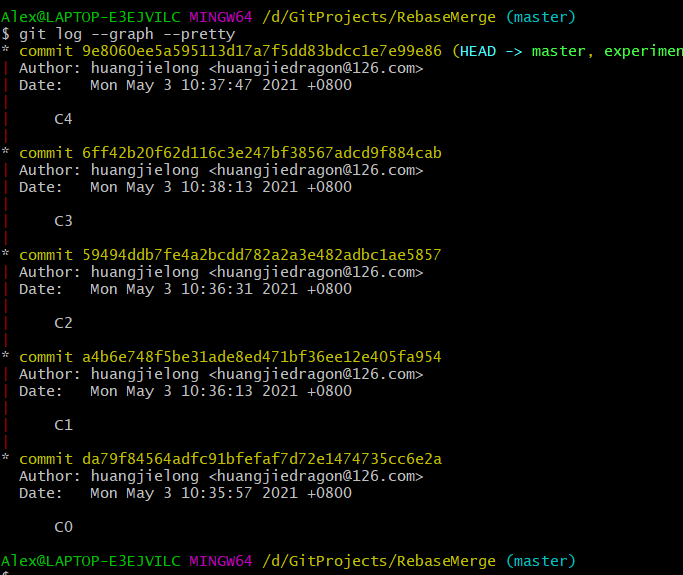 Alex@LAPTOP-E3EJVILC MINGW64 /d/GitProjects/RebaseMerge (master)
$ git log --graph --pretty
* commit 9e8060ee5a595113d17a7f5dd83bdcc1e7e99e86 (HEAD -> master, experimen
| Author: huangjielong <huangjiedragon@126.com>
| Date:   Mon May 3 10:37:47 2021 +0800
|
|     C4
|
* commit 6ff42b20f62d116c3e247bf38567adcd9f884cab
| Author: huangjielong <huangjiedragon@126.com>
| Date:   Mon May 3 10:38:13 2021 +0800
|
|     C3
|
* commit 59494ddb7fe4a2bcdd782a2a3e482adbc1ae5857
| Author: huangjielong <huangjiedragon@126.com>
| Date:   Mon May 3 10:36:31 2021 +0800
|
|     C2
|
* commit a4b6e748f5be31ade8ed471bf36ee12e405fa954
| Author: huangjielong <huangjiedragon@126.com>
| Date:   Mon May 3 10:36:13 2021 +0800
|
|     C1
|
* commit da79f84564adfc91bfefaf7d72e1474735cc6e2a
  Author: huangjielong <huangjiedragon@126.com>
  Date:   Mon May 3 10:35:57 2021 +0800

      C0

Alex@LAPTOP-E3EJVILC MINGW64 /d/GitProjects/RebaseMerge (master)
$